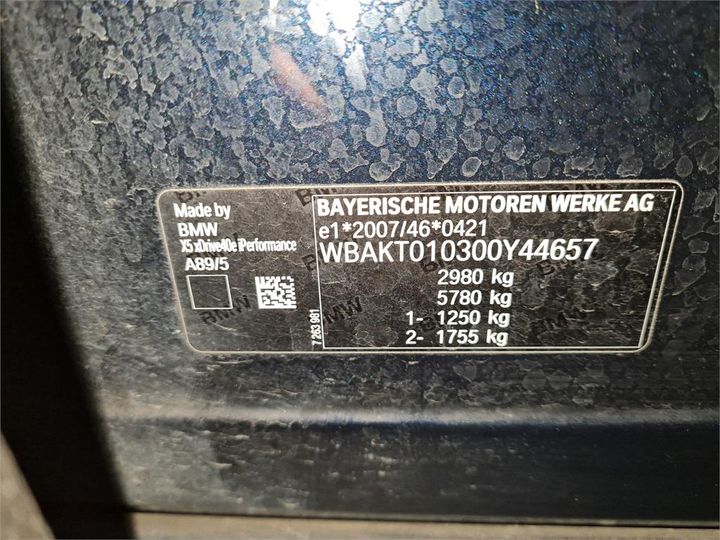 Made by
BMW
X5 xDrive40e iPerformance
A89/5
7 263 981
BAYERISCHE MOTOREN WERKE AG
e1*2007/46*0421
WBAKT010300Y44657
2980 kg
5780 kg
1- 1250 kg
2- 1755 kg